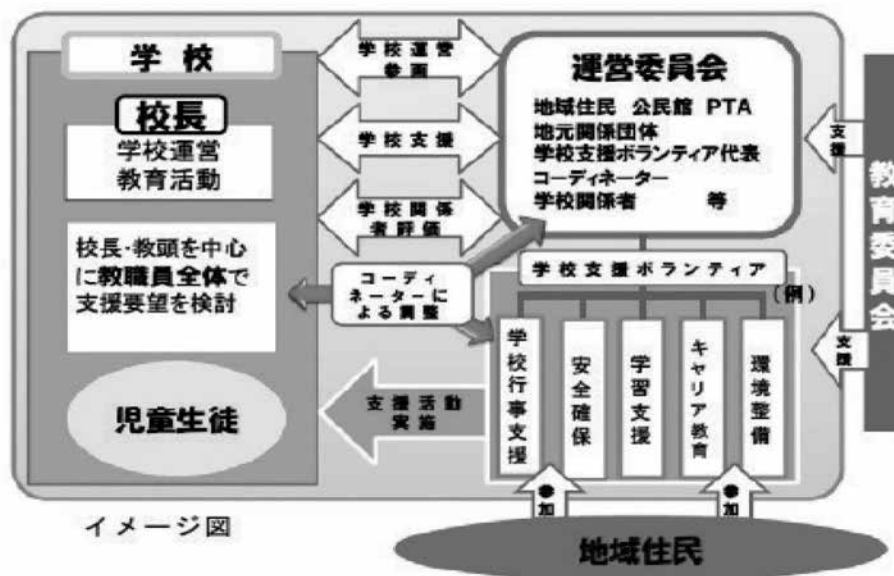 学校
校長
学校運営
教育活動
校長・教頭を中心
に教職員全体で
支援要望を検討
児童生徒
学校運営
参画
学校支援
学校関係
者評価
コーディ
ネーターに
よる調整
支援活動
実施
運営委員会
地域住民 公民館 PTA
地元関係団体
学校支援ボランティア代表
コーディネーター
学校関係者 等
学校支援ボランティア
(例)
学校行事支援
安全確保
学習支援
キャリア教育
環境整備
支援
支援
教育委員会
参加
参加
地域住民
イメージ図